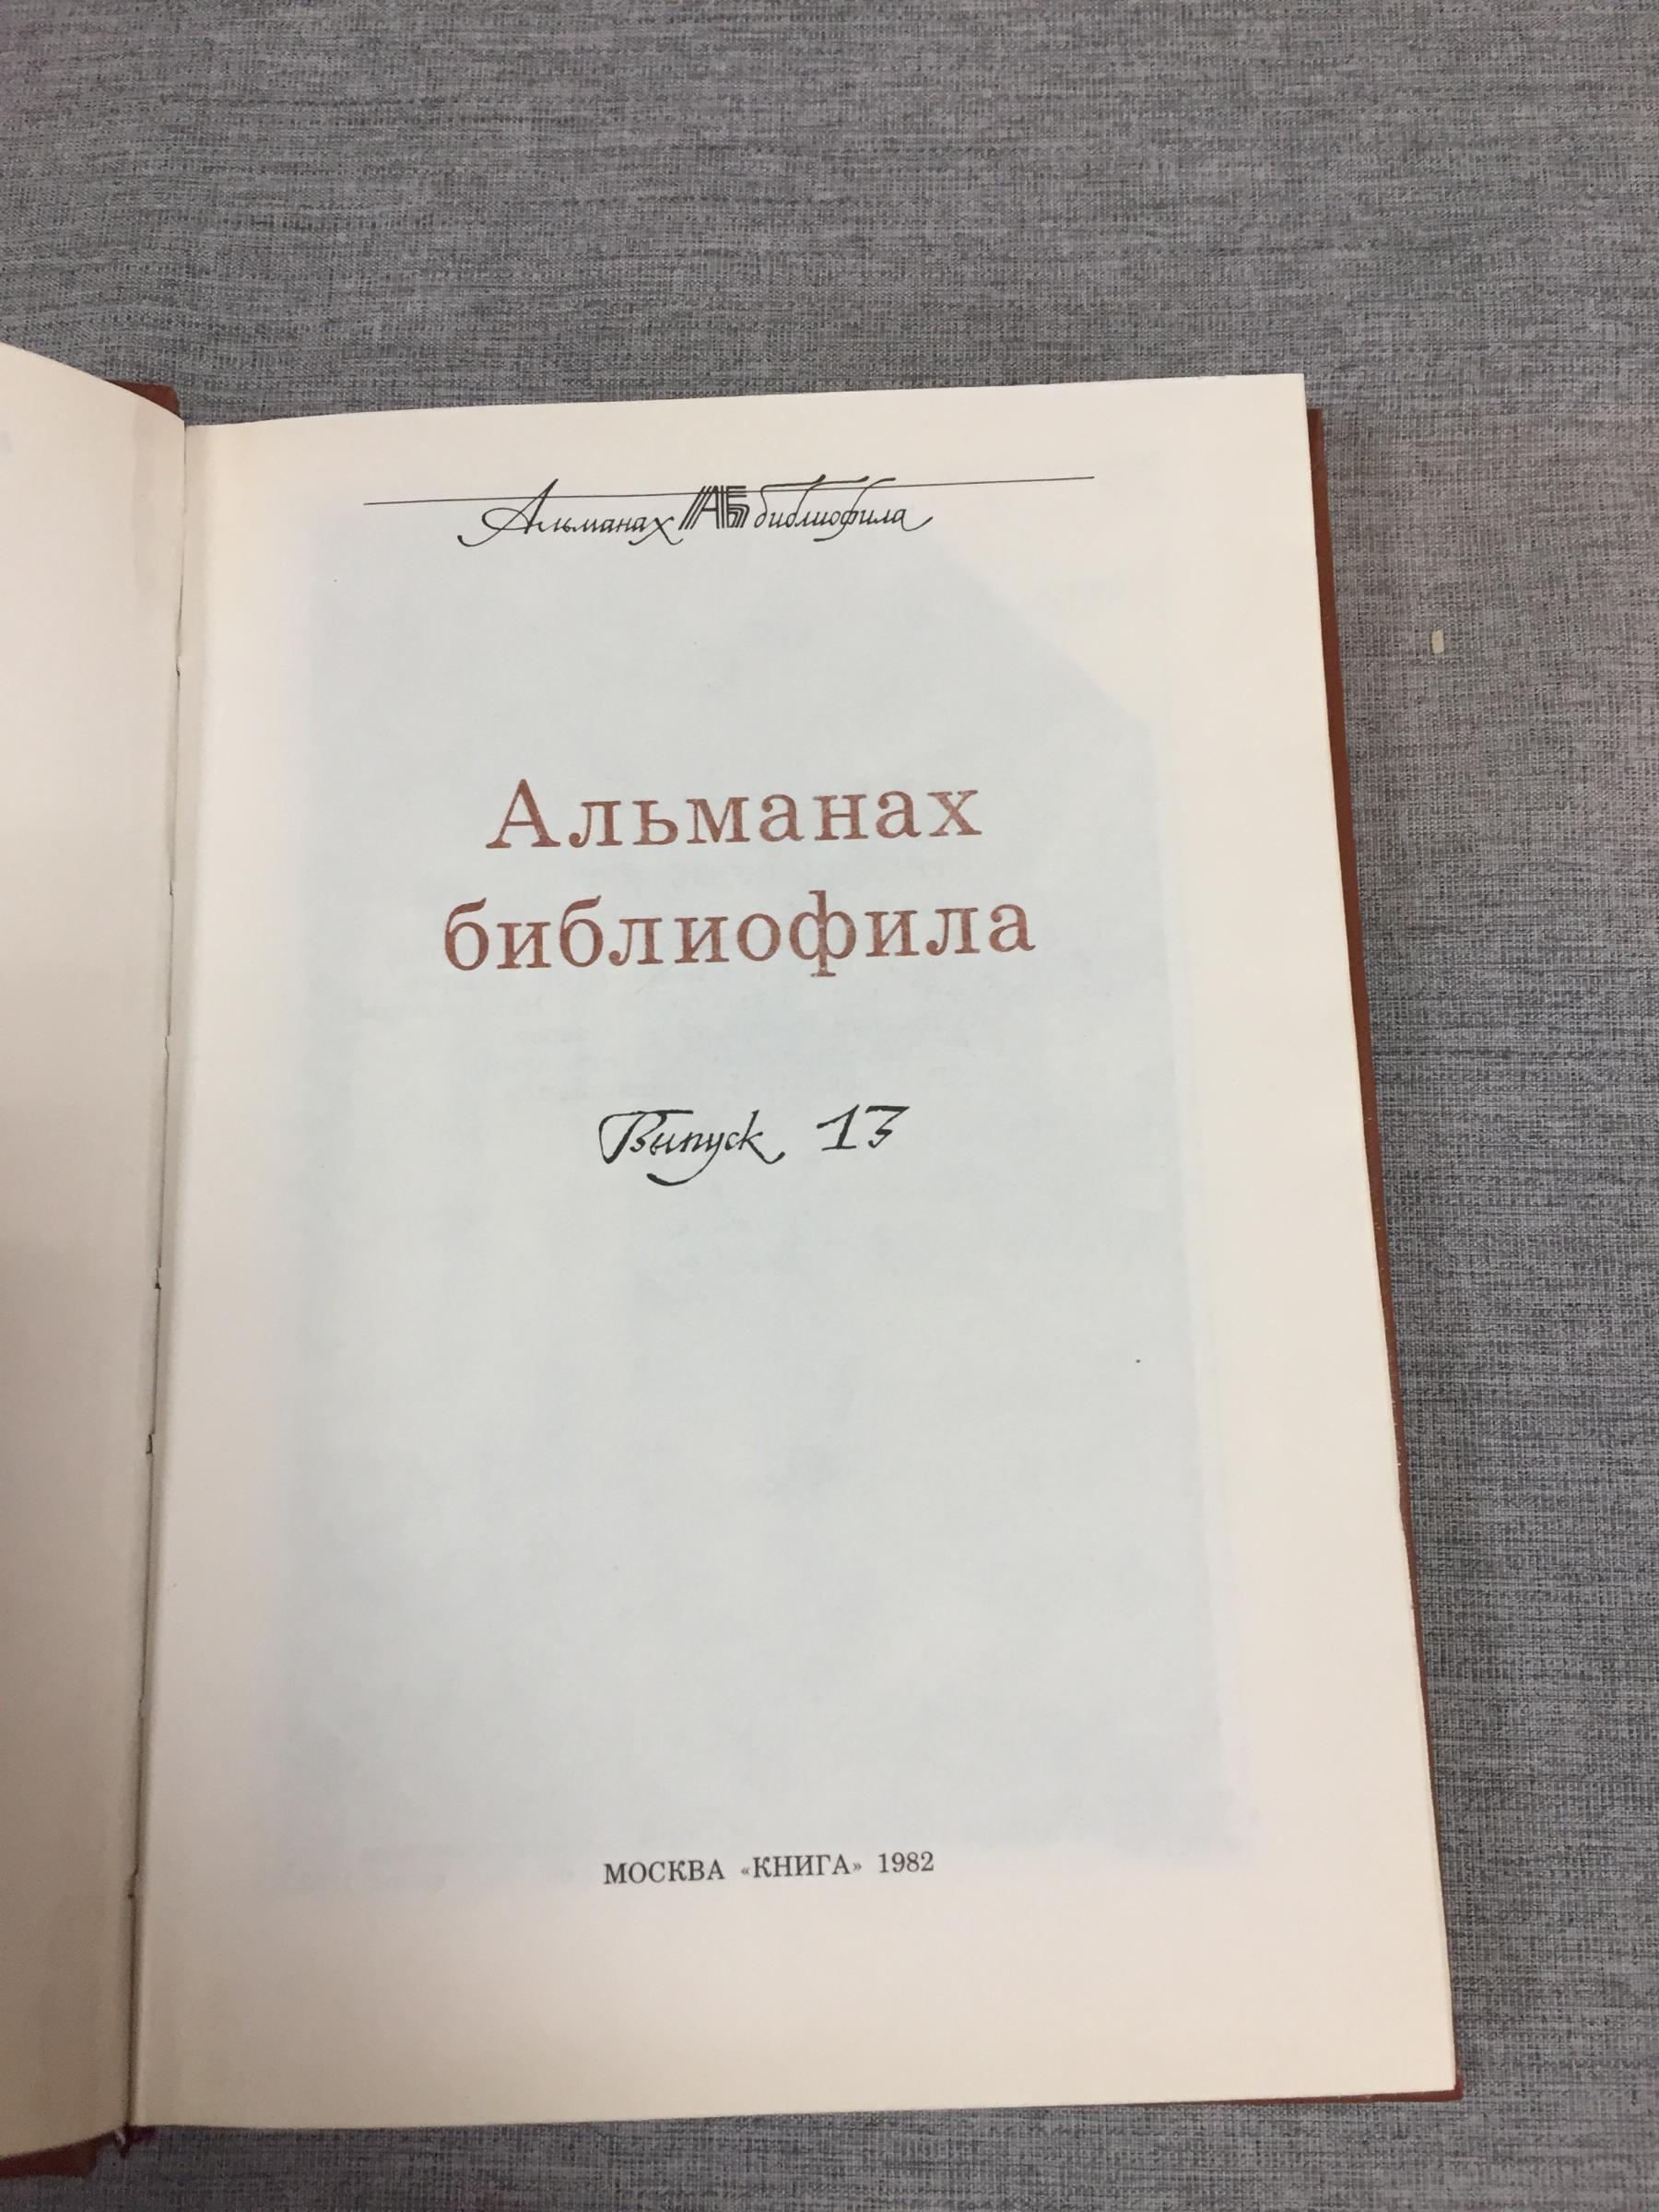 Альманах АБ библиофила
Альманах
библиофила
Выпуск 13
МОСКВА «КНИГА» 1982